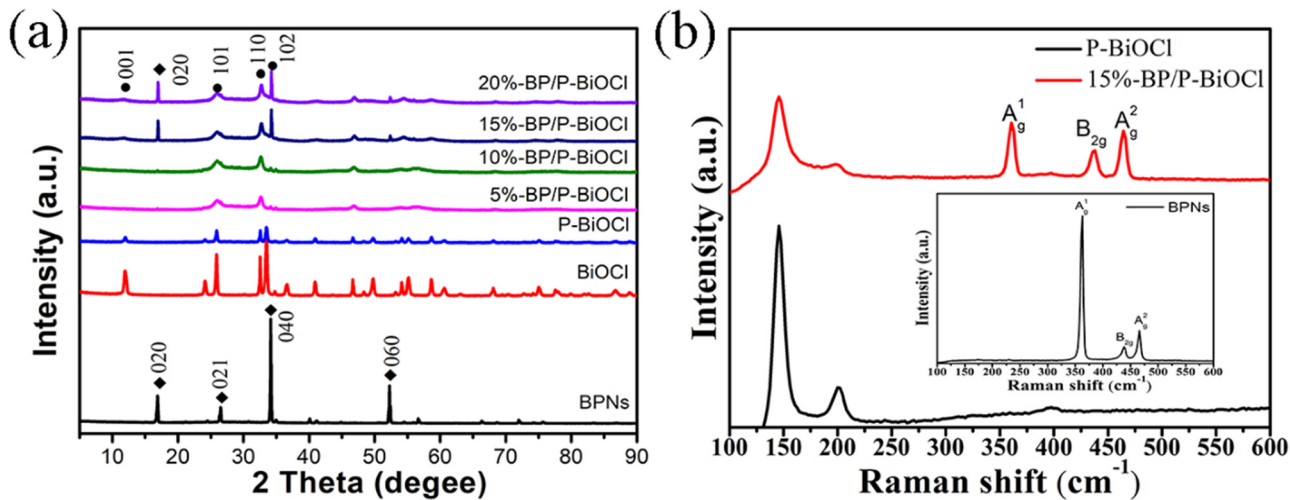 (a)
001
020
101
110
102
20%-BP/P-BiOCl
15%-BP/P-BiOCl
10%-BP/P-BiOCl
5%-BP/P-BiOCl
P-BiOCl
BiOCl
020
021
040
060
BPNs
Intensity (a.u.)
10 20 30 40 50 60 70 80 90
2 Theta (degee)
(b)
P-BiOCl
15%-BP/P-BiOCl
A¹g
B2g
A²g
Intensity (a.u.)
A¹g
B2g
A²g
BPNs
Intensity (a.u.)
100 150 200 250 300 350 400 450 500 550 600
Raman shift (cm⁻¹)
100 150 200 250 300 350 400 450 500 550 600
Raman shift (cm⁻¹)